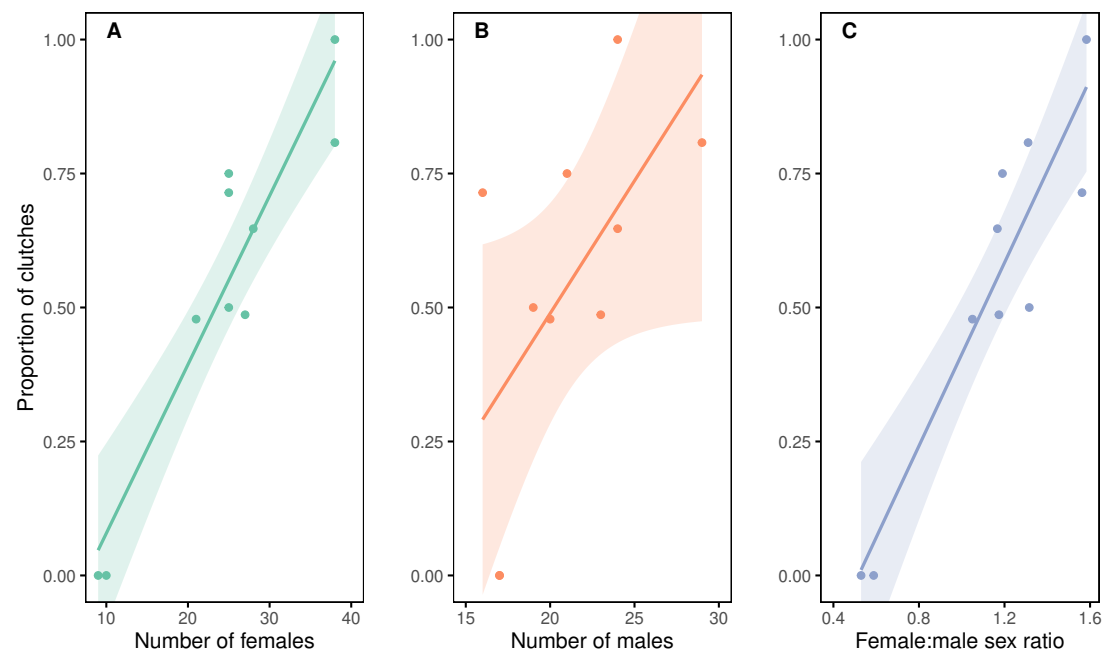 A
B
C
Proportion of clutches
1.00
0.75
0.50
0.25
0.00
10 20 30 40
Number of females
1.00
0.75
0.50
0.25
0.00
15 20 25 30
Number of males
1.00
0.75
0.50
0.25
0.00
0.4 0.8 1.2 1.6
Female:male sex ratio